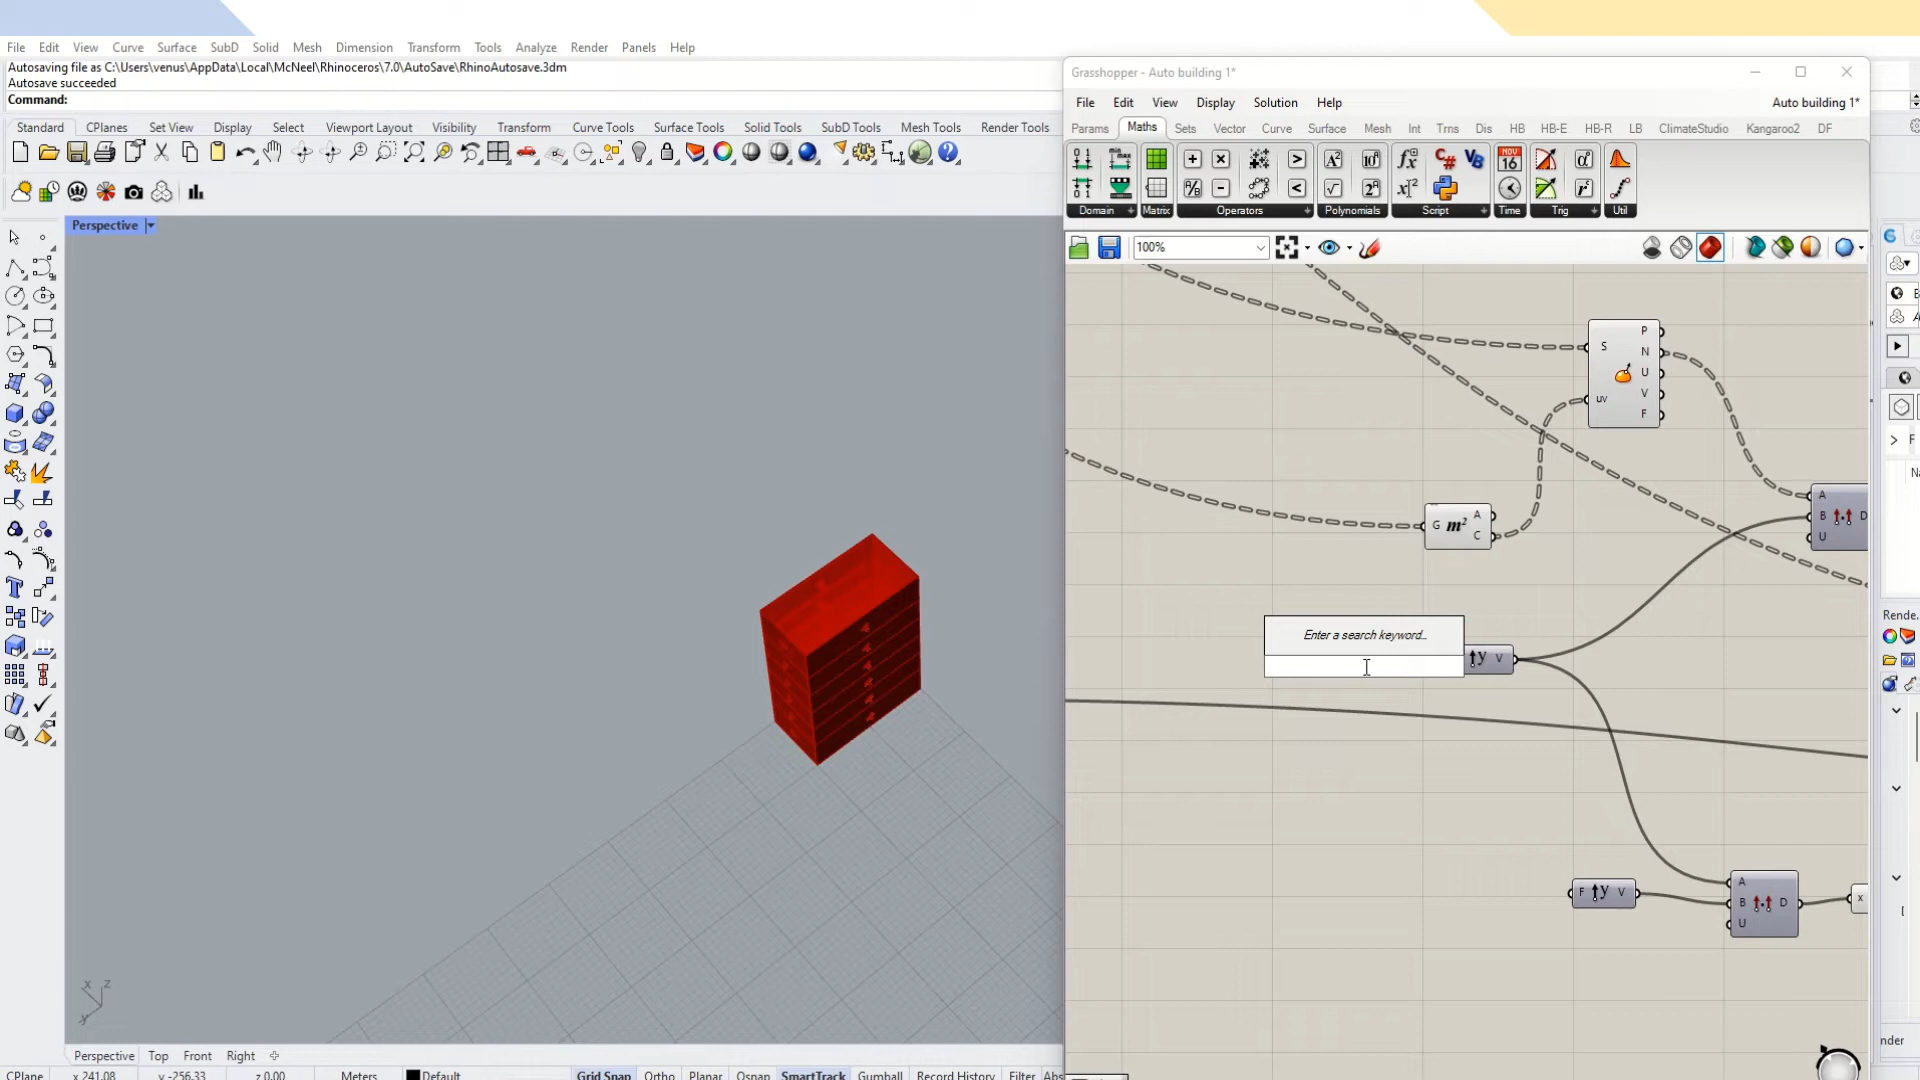 File Edit View Curve Surface SubD Solid Mesh Dimension Transform Tools Analyze Render Panels Help
Autosaving file as C:\Users\venus\AppData\Local\McNeel\Rhinoceros\7.0\AutoSave\RhinoAutosave.3dm
Autosave succeeded
Command:
Standard CPlanes Set View Display Select Viewport Layout Visibility Transform Curve Tools Surface Tools Solid Tools SubD Tools Mesh Tools Render Tools
Perspective
Grasshopper - Auto building 1*
File Edit View Display Solution Help Auto building 1*
Params Maths Sets Vector Curve Surface Mesh Int Trns Dis HB HB-E HB-R LB ClimateStudio Kangaroo2 DF
Domain Matrix Operators Polynomials Script Time Trig Util
100%
P
S N
U
uv V
F
A
B D
U
G m² A
C
Enter a search keyword...
y V
F y V
A
B D
U
x
Rende.
x z
y
Perspective Top Front Right
CPlane x 241.08 y -256.33 z 0.00 Meters Default Grid Snap Ortho Planar Osnap SmartTrack Gumball Record History Filter Abs
nder